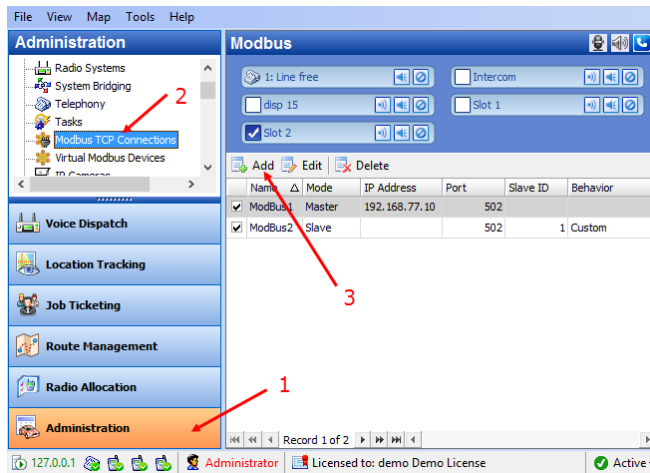 File View Map Tools Help
Administration
Radio Systems
System Bridging
Telephony
Tasks
Modbus TCP Connections
Virtual Modbus Devices
IP Cameras
2
Voice Dispatch
Location Tracking
Job Ticketing
Route Management
Radio Allocation
Administration
1
Modbus
1: Line free
Intercom
disp 15
Slot 1
Slot 2
Add Edit Delete
Name Mode IP Address Port Slave ID Behavior
ModBus1 Master 192.168.77.10 502
ModBus2 Slave 502 1 Custom
3
Record 1 of 2
127.0.0.1 Administrator Licensed to: demo Demo License Active